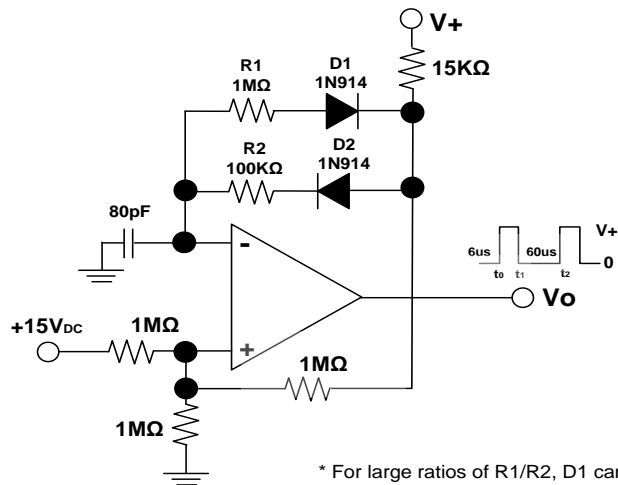 V+
15KΩ
R1
1MΩ
D1
1N914
R2
100KΩ
D2
1N914
80pF
-
+
6us
60us
V+
0
t0
t1
t2
Vo
+15VDC
1MΩ
1MΩ
1MΩ
* For large ratios of R1/R2, D1 can